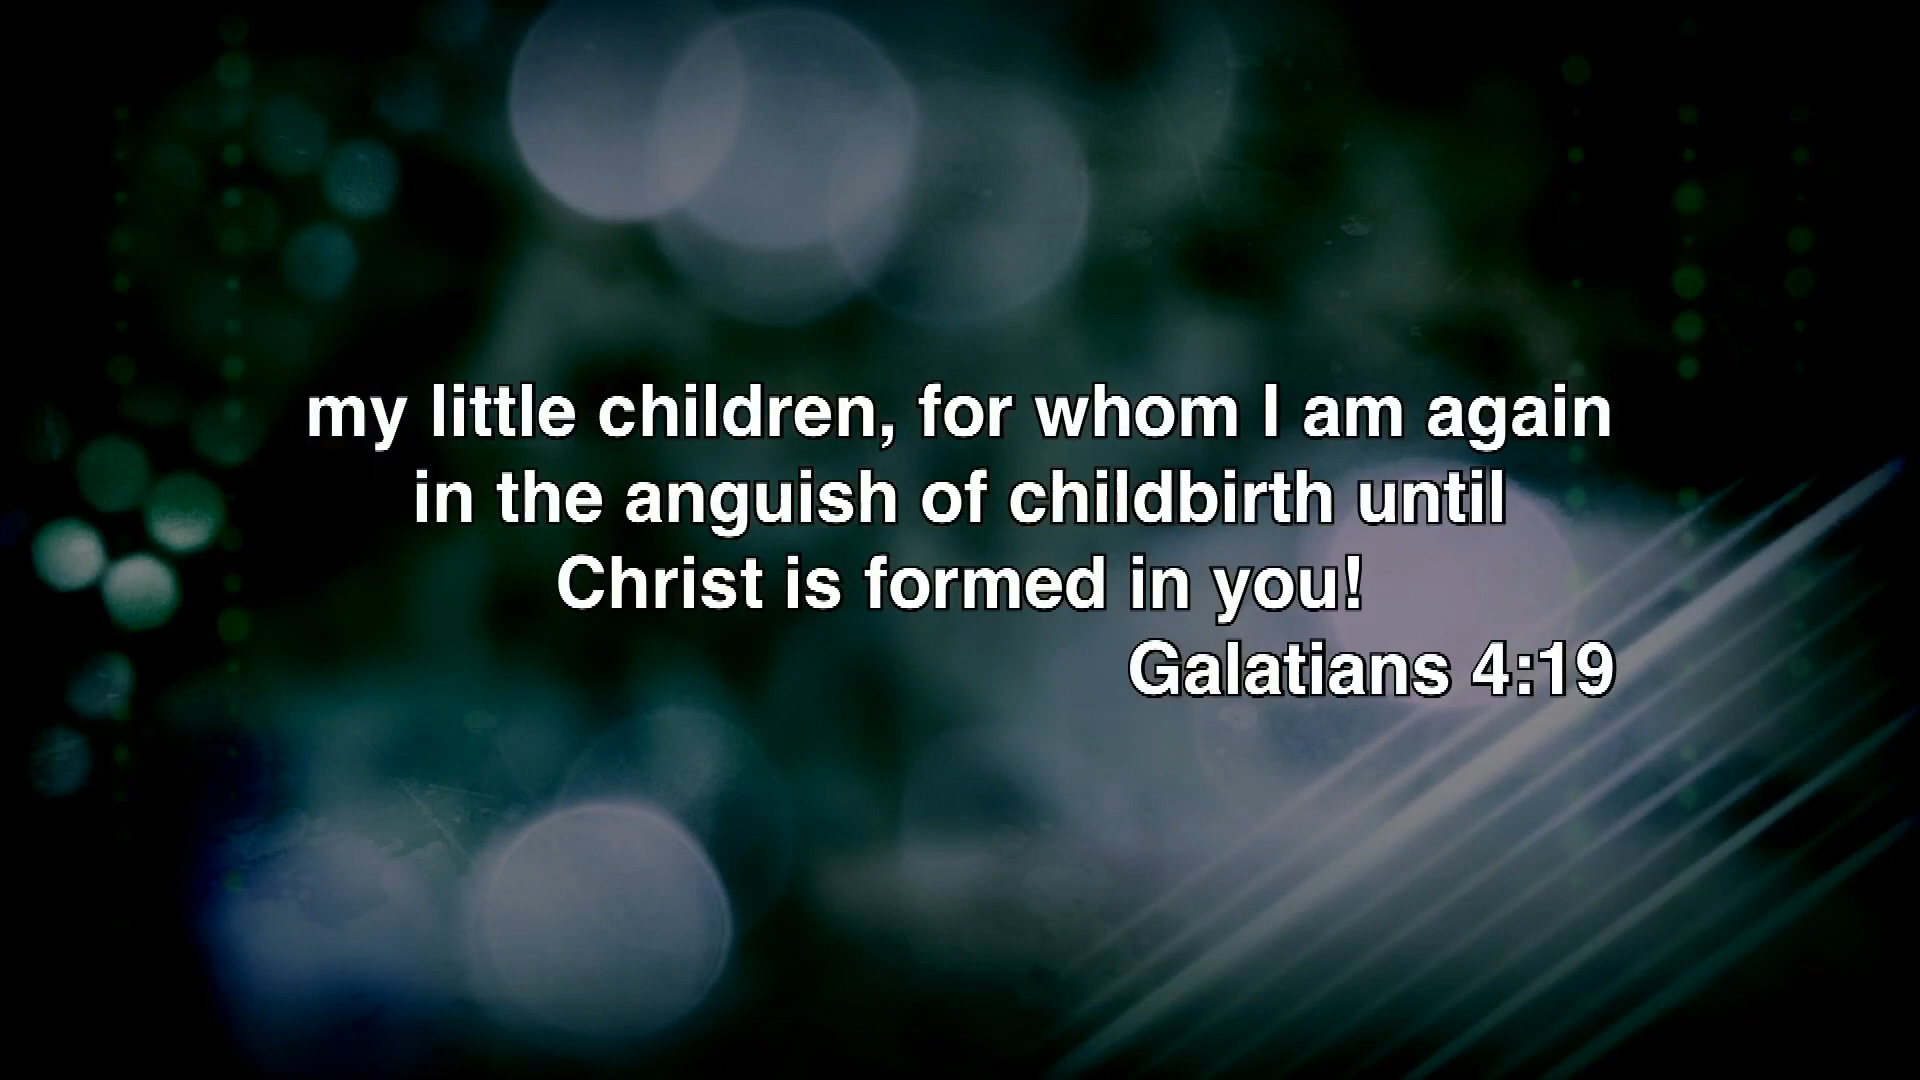 my little children, for whom I am again
in the anguish of childbirth until
Christ is formed in you!
Galatians 4:19